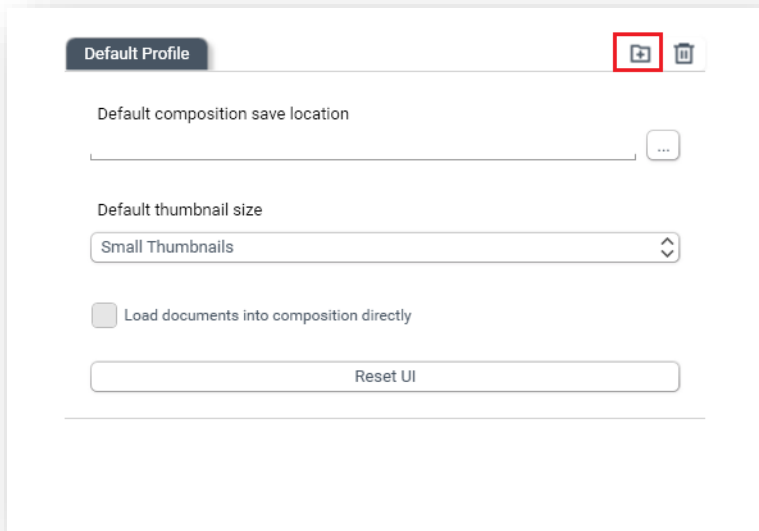 Default Profile
Default composition save location
...
Default thumbnail size
Small Thumbnails
Load documents into composition directly
Reset UI